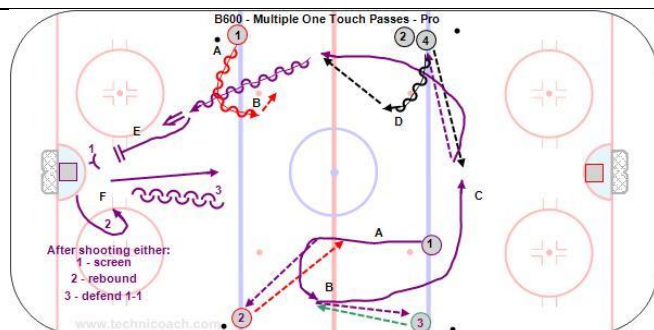 B600 - Multiple One Touch Passes - Pro
1
A
2
4
B
D
E
1
3
F
C
2
A
1
After shooting either:
1 - screen
2 - rebound
3 - defend 1-1
B
2
3
www.technicoach.com